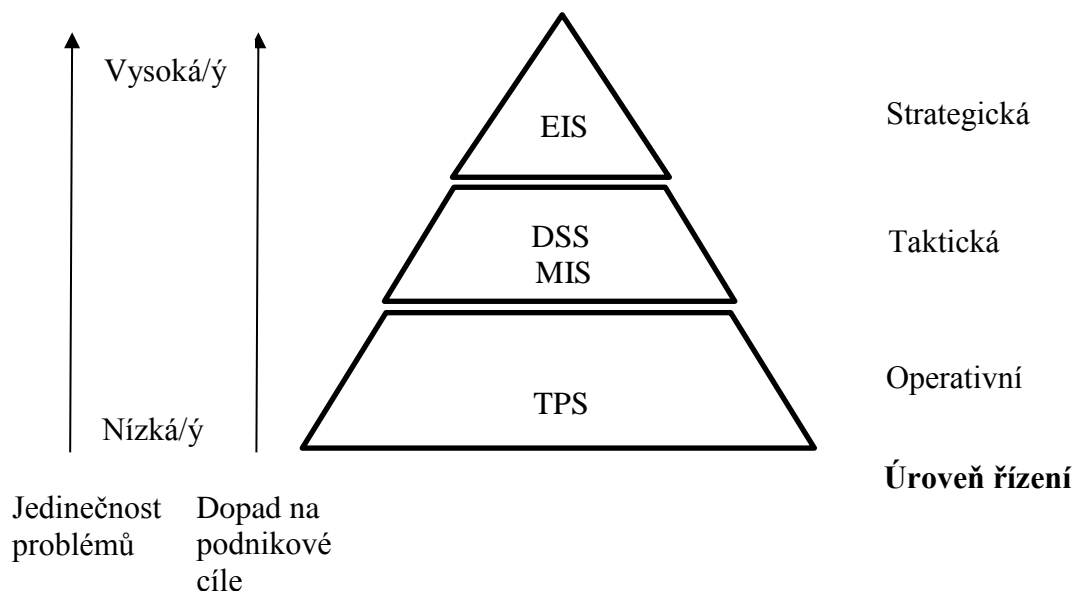 Vysoká/ý
EIS
Strategická
DSS
MIS
Taktická
TPS
Operativní
Nízká/ý
Úroveň řízení
Jedinečnost
problémů
Dopad na
podnikové
cíle